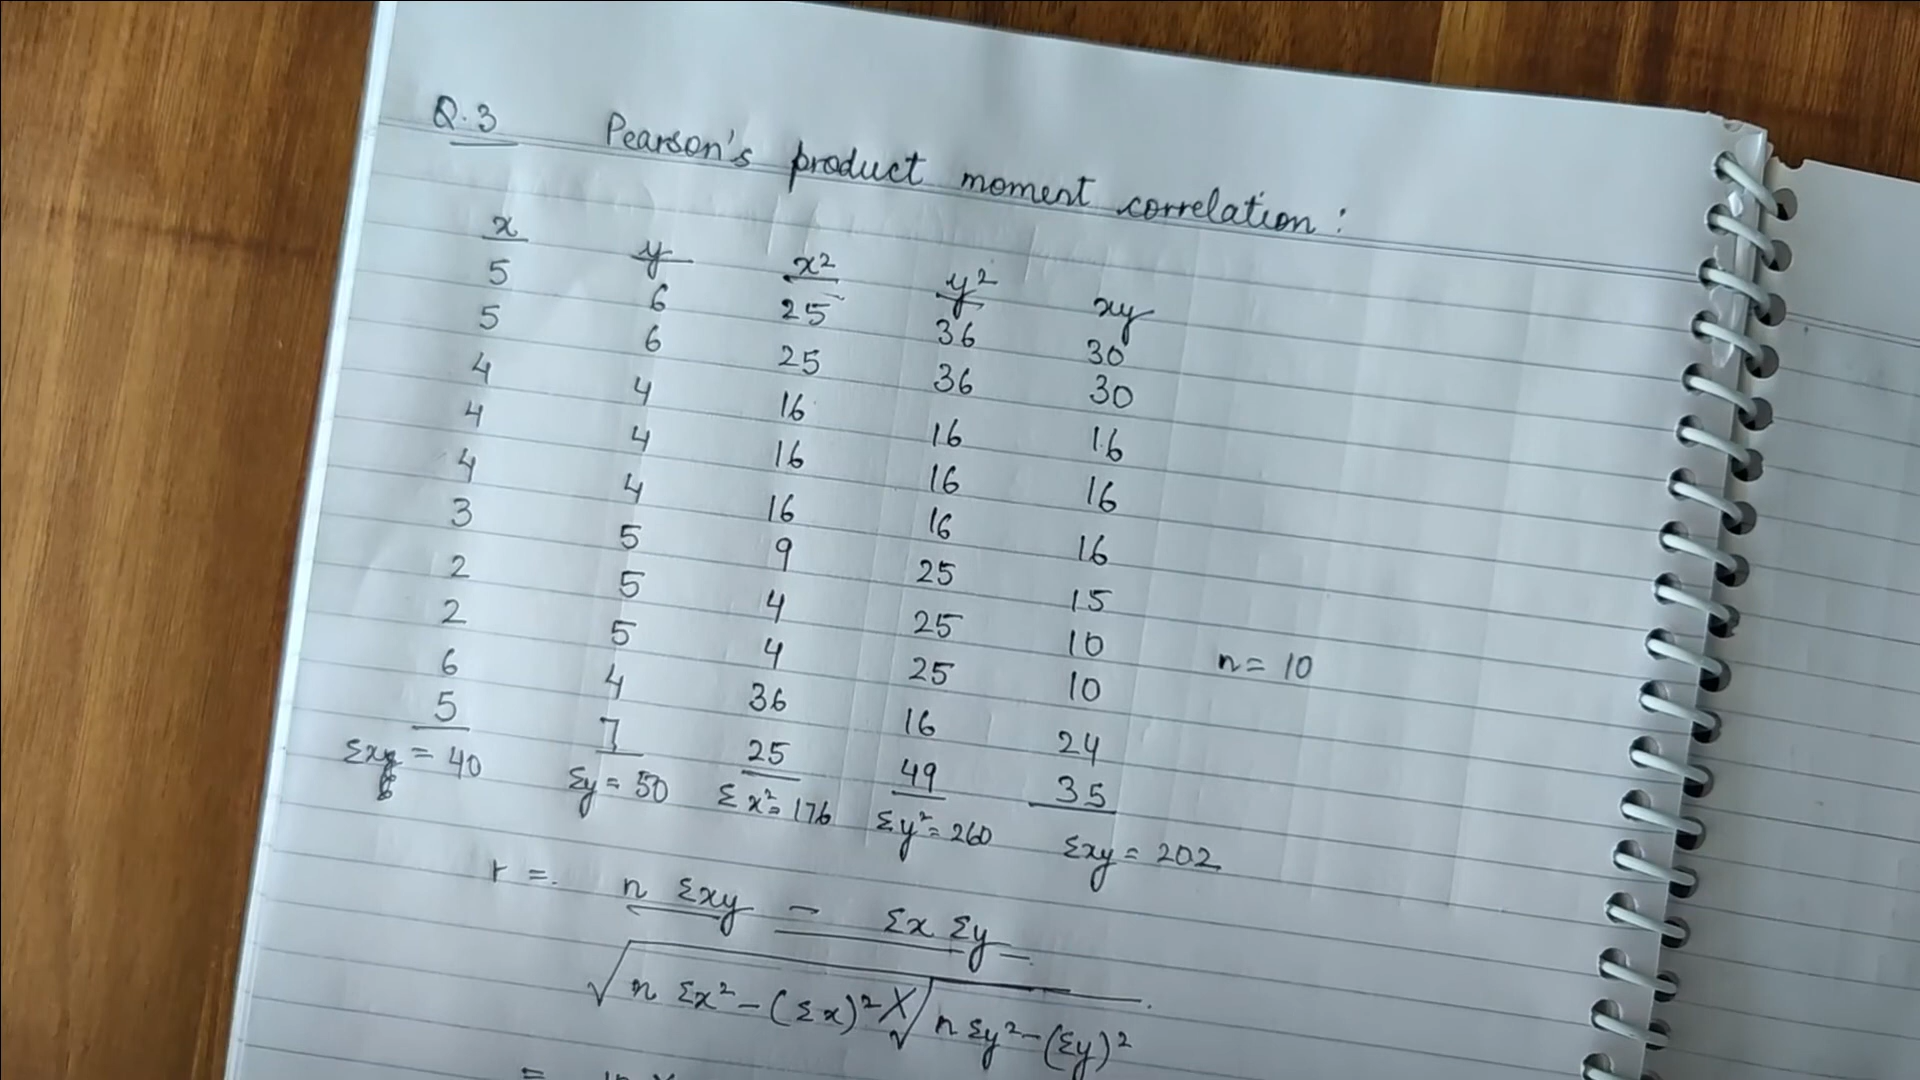 Q.3 Pearson's product moment correlation :
x y x² y² xy
5 6 25 36 30
5 6 25 36 30
4 4 16 16 16
4 4 16 16 16
4 4 16 16 16
3 5 9 25 15
2 5 4 25 10
2 5 4 25 10
6 4 36 16 24
5 7 25 49 35
n = 10
Σx = 40 Σy = 50 Σx² = 176 Σy² = 260 Σxy = 202
r = n Σxy - Σx Σy
√n Σx² - (Σx)² X √n Σy² - (Σy)²
=